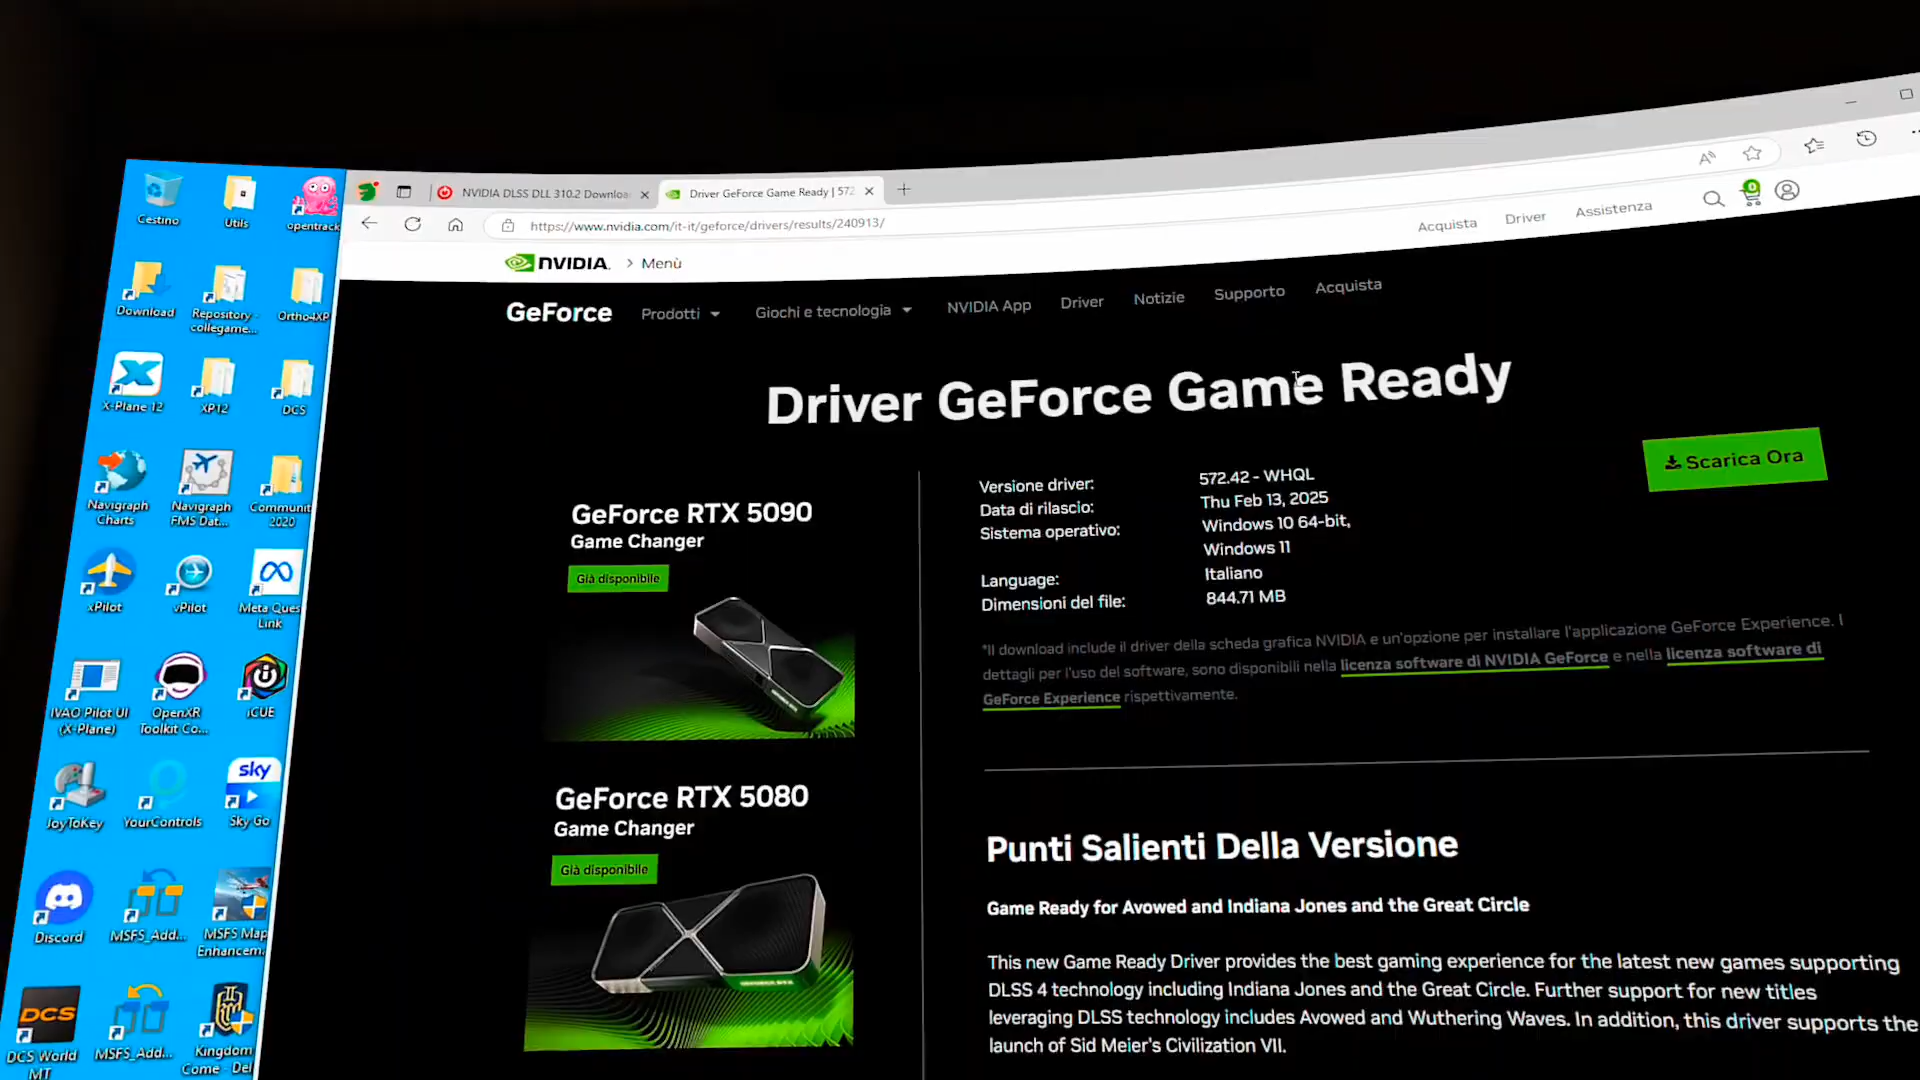 Cestino
Utils
opentrack
Download
Repository - collegame...
Ortho4XP
X-Plane 12
XP12
DCS
Navigraph Charts
Navigraph FMS Dat...
Communit 2020
xPilot
vPilot
Meta Ques Link
IVAO Pilot UI (X-Plane)
OpenXR Toolkit Co...
iCUE
JoyToKey
YourControls
sky
Sky Go
Discord
MSFS_Add...
MSFS Map Enhancem...
DCS
DCS World MT
MSFS_Add...
Kingdom Come - Del
NVIDIA DLSS DLL 310.2 Downloa
Driver GeForce Game Ready | 572
https://www.nvidia.com/it-it/geforce/drivers/results/240913/
NVIDIA. > Menù
Acquista Driver Assistenza
0
GeForce Prodotti Giochi e tecnologia NVIDIA App Driver Notizie Supporto Acquista
Driver GeForce Game Ready
GeForce RTX 5090
Game Changer
Già disponibile
GeForce RTX 5080
Game Changer
Già disponibile
Versione driver: 572.42 - WHQL
Data di rilascio: Thu Feb 13, 2025
Sistema operativo: Windows 10 64-bit,
Windows 11
Language: Italiano
Dimensioni del file: 844.71 MB
Scarica Ora
*Il download include il driver della scheda grafica NVIDIA e un'opzione per installare l'applicazione GeForce Experience. I
dettagli per l'uso del software, sono disponibili nella licenza software di NVIDIA GeForce e nella licenza software di
GeForce Experience rispettivamente.
Punti Salienti Della Versione
Game Ready for Avowed and Indiana Jones and the Great Circle
This new Game Ready Driver provides the best gaming experience for the latest new games supporting
DLSS 4 technology including Indiana Jones and the Great Circle. Further support for new titles
leveraging DLSS technology includes Avowed and Wuthering Waves. In addition, this driver supports the
launch of Sid Meier's Civilization VII.